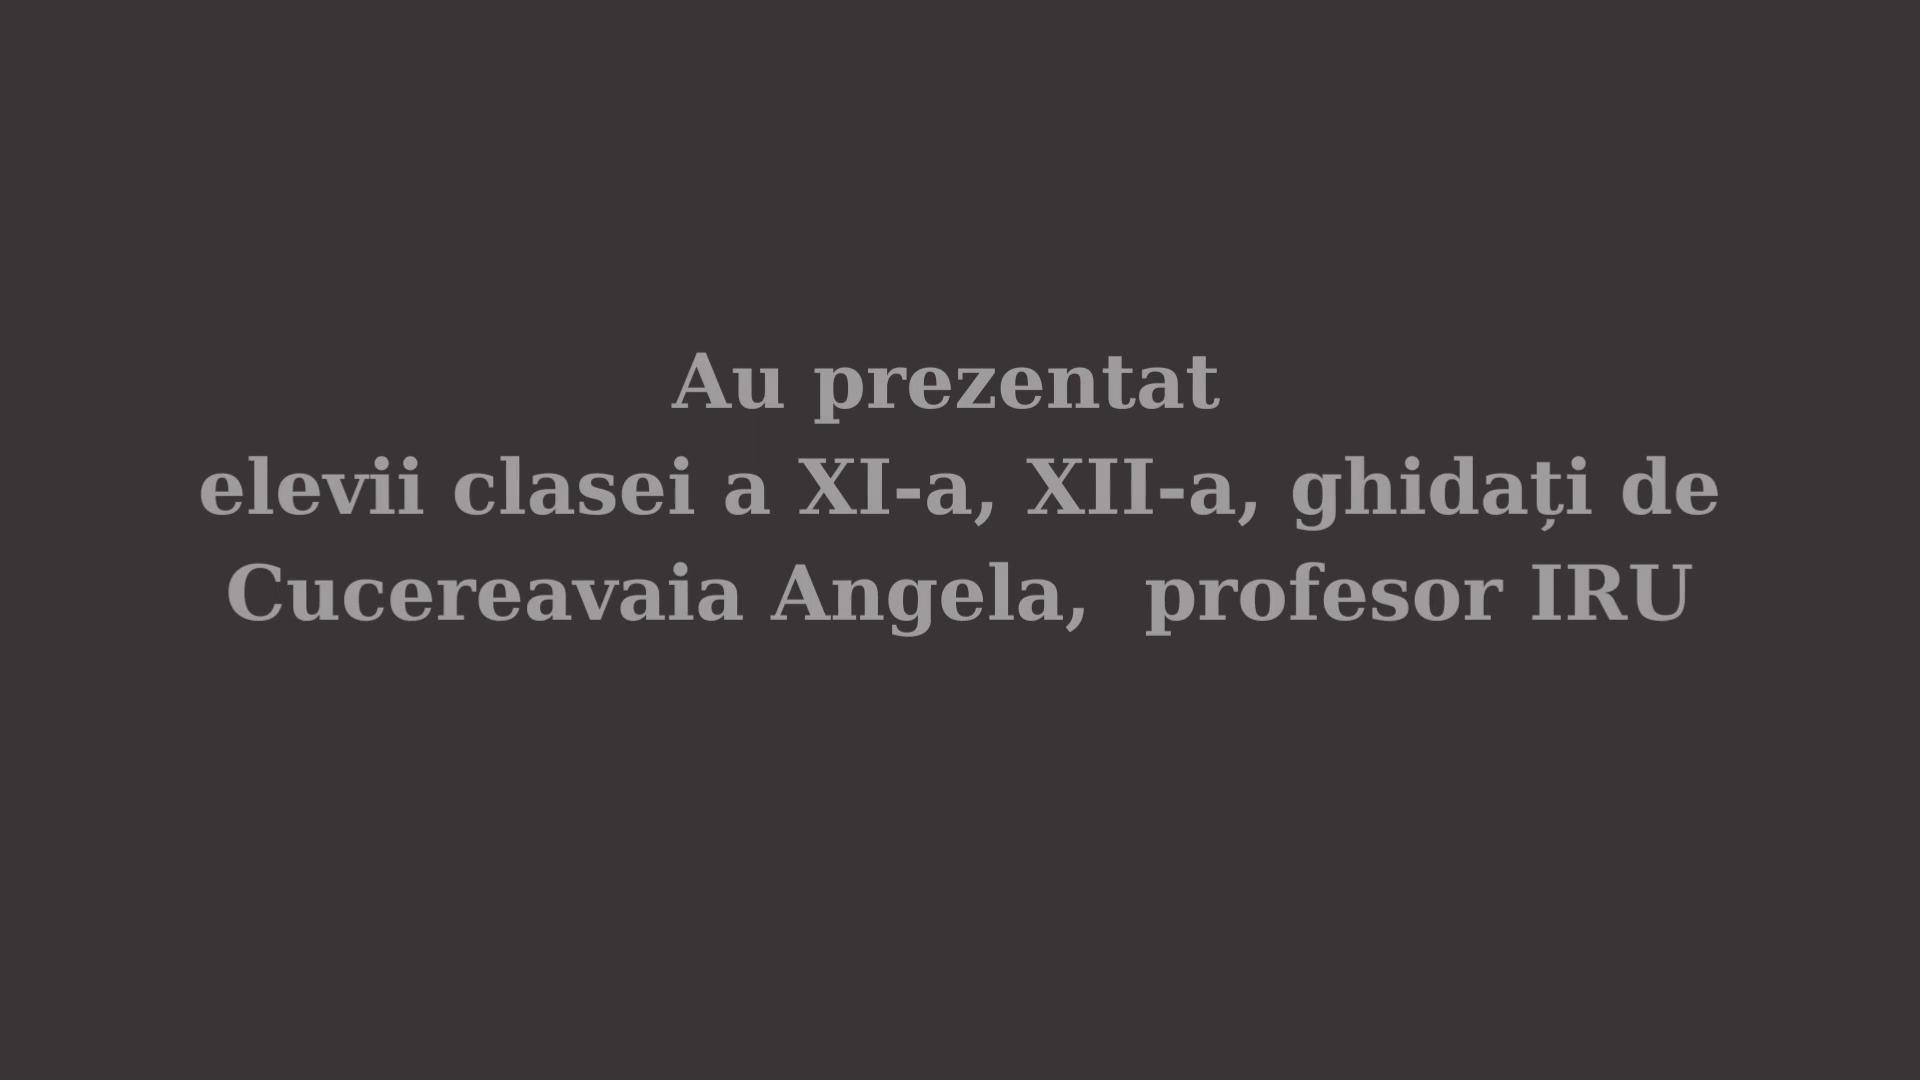 Au prezentat
elevii clasei a XI-a, XII-a, ghidați de
Cucereavaia Angela,  profesor IRU